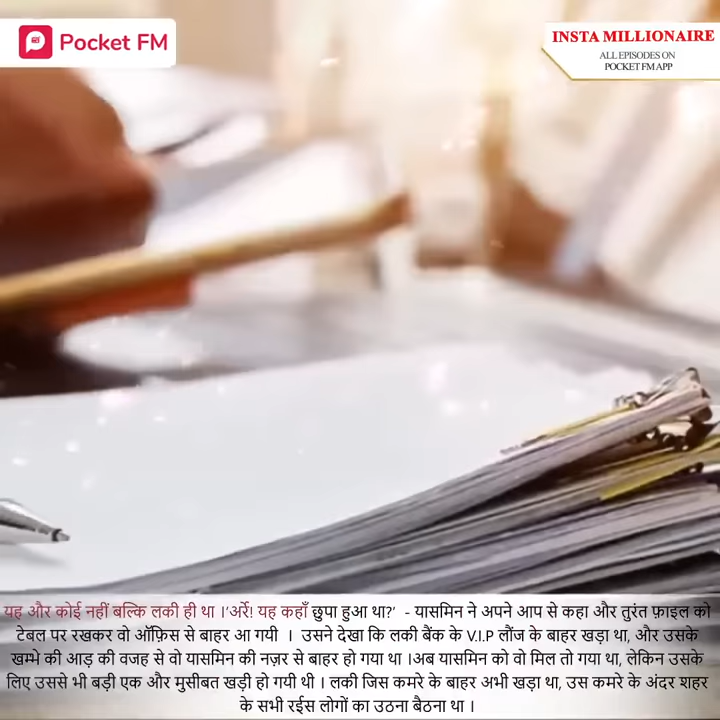 Pocket FM
INSTA MILLIONAIRE
ALL EPISODES ON
POCKET FM APP
यह और कोई नहीं बल्कि लकी ही था ।'अर्रे! यह कहाँ छुपा हुआ था?' - यासमिन ने अपने आप से कहा और तुरंत फ़ाइल को
टेबल पर रखकर वो ऑफ़िस से बाहर आ गयी । उसने देखा कि लकी बैंक के V.I.P लौंज के बाहर खड़ा था, और उसके
खम्भे की आड़ की वजह से वो यासमिन की नज़र से बाहर हो गया था ।अब यासमिन को वो मिल तो गया था, लेकिन उसके
लिए उससे भी बड़ी एक और मुसीबत खड़ी हो गयी थी । लकी जिस कमरे के बाहर अभी खड़ा था, उस कमरे के अंदर शहर
के सभी रईस लोगों का उठना बैठना था ।